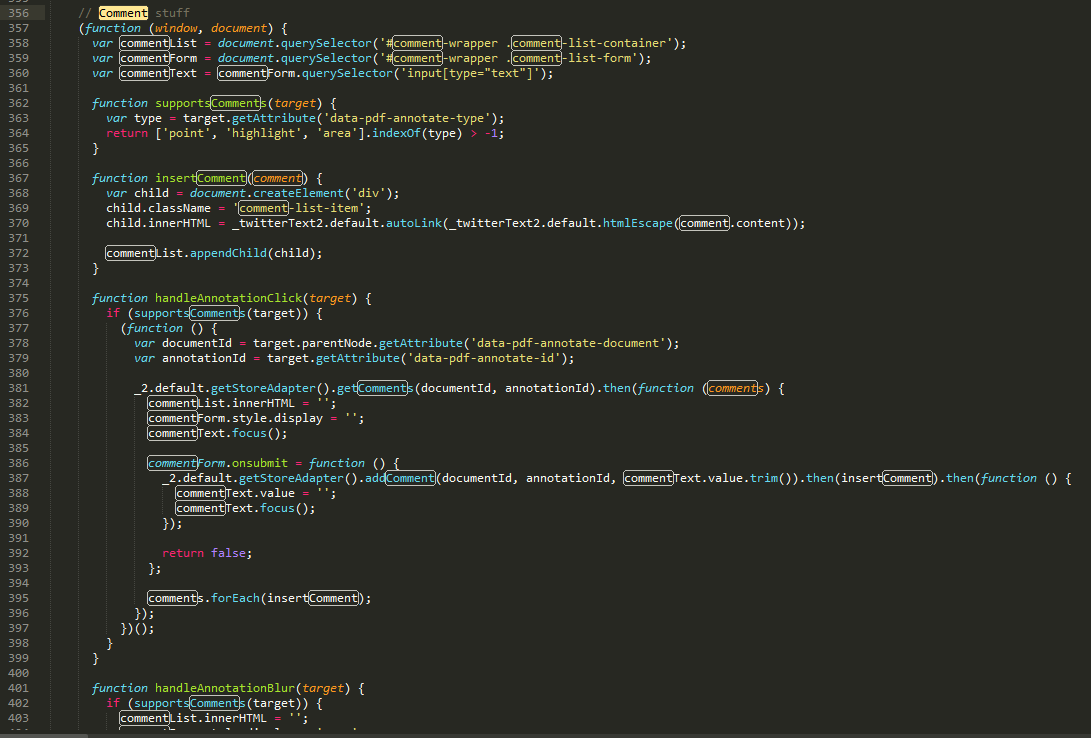 356 // Comment stuff
357 (function (window, document) {
358   var commentList = document.querySelector('#comment-wrapper .comment-list-container');
359   var commentForm = document.querySelector('#comment-wrapper .comment-list-form');
360   var commentText = commentForm.querySelector('input[type="text"]');
361
362   function supportsComments(target) {
363     var type = target.getAttribute('data-pdf-annotate-type');
364     return ['point', 'highlight', 'area'].indexOf(type) > -1;
365   }
366
367   function insertComment(comment) {
368     var child = document.createElement('div');
369     child.className = 'comment-list-item';
370     child.innerHTML = _twitterText2.default.autoLink(_twitterText2.default.htmlEscape(comment.content));
371
372     commentList.appendChild(child);
373   }
374
375   function handleAnnotationClick(target) {
376     if (supportsComments(target)) {
377       (function () {
378         var documentId = target.parentNode.getAttribute('data-pdf-annotate-document');
379         var annotationId = target.getAttribute('data-pdf-annotate-id');
380
381         _2.default.getStoreAdapter().getComments(documentId, annotationId).then(function (comments) {
382           commentList.innerHTML = '';
383           commentForm.style.display = '';
384           commentText.focus();
385
386           commentForm.onsubmit = function () {
387             _2.default.getStoreAdapter().addComment(documentId, annotationId, commentText.value.trim()).then(insertComment).then(function () {
388               commentText.value = '';
389               commentText.focus();
390             });
391
392             return false;
393           };
394
395           comments.forEach(insertComment);
396         });
397       })();
398     }
399   }
400
401   function handleAnnotationBlur(target) {
402     if (supportsComments(target)) {
403       commentList.innerHTML = '';